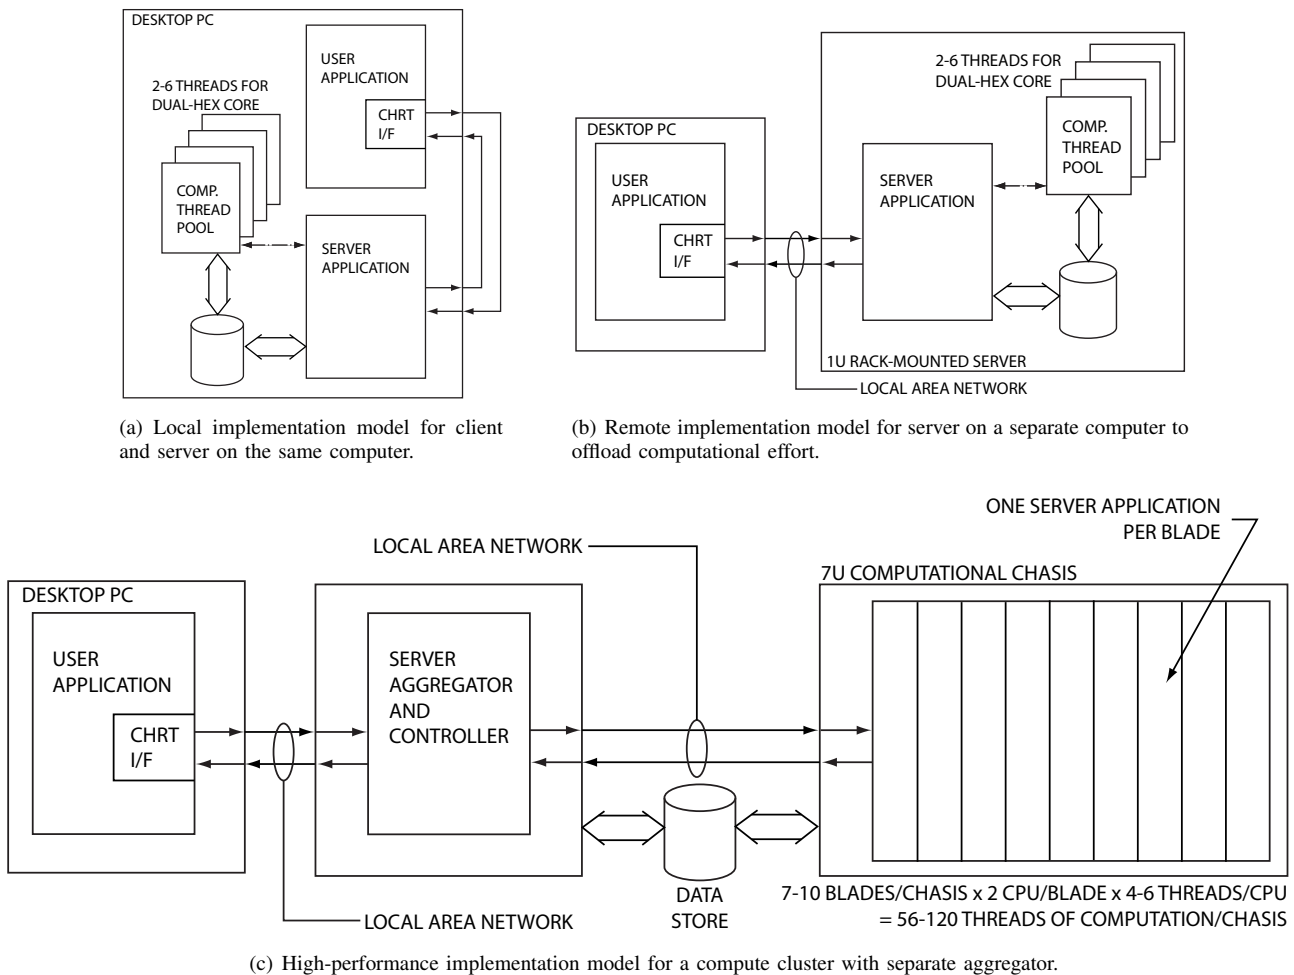 DESKTOP PC
USER
APPLICATION
2-6 THREADS FOR
DUAL-HEX CORE
CHRT
I/F
COMP.
THREAD
POOL
SERVER
APPLICATION
(a) Local implementation model for client
and server on the same computer.
2-6 THREADS FOR
DUAL-HEX CORE
DESKTOP PC
COMP.
THREAD
POOL
USER
APPLICATION
SERVER
APPLICATION
CHRT
I/F
1U RACK-MOUNTED SERVER
LOCAL AREA NETWORK
(b) Remote implementation model for server on a separate computer to
offload computational effort.
ONE SERVER APPLICATION
PER BLADE
LOCAL AREA NETWORK
7U COMPUTATIONAL CHASIS
DESKTOP PC
USER
APPLICATION
SERVER
AGGREGATOR
AND
CONTROLLER
CHRT
I/F
DATA
STORE
7-10 BLADES/CHASIS x 2 CPU/BLADE x 4-6 THREADS/CPU
= 56-120 THREADS OF COMPUTATION/CHASIS
LOCAL AREA NETWORK
(c) High-performance implementation model for a compute cluster with separate aggregator.